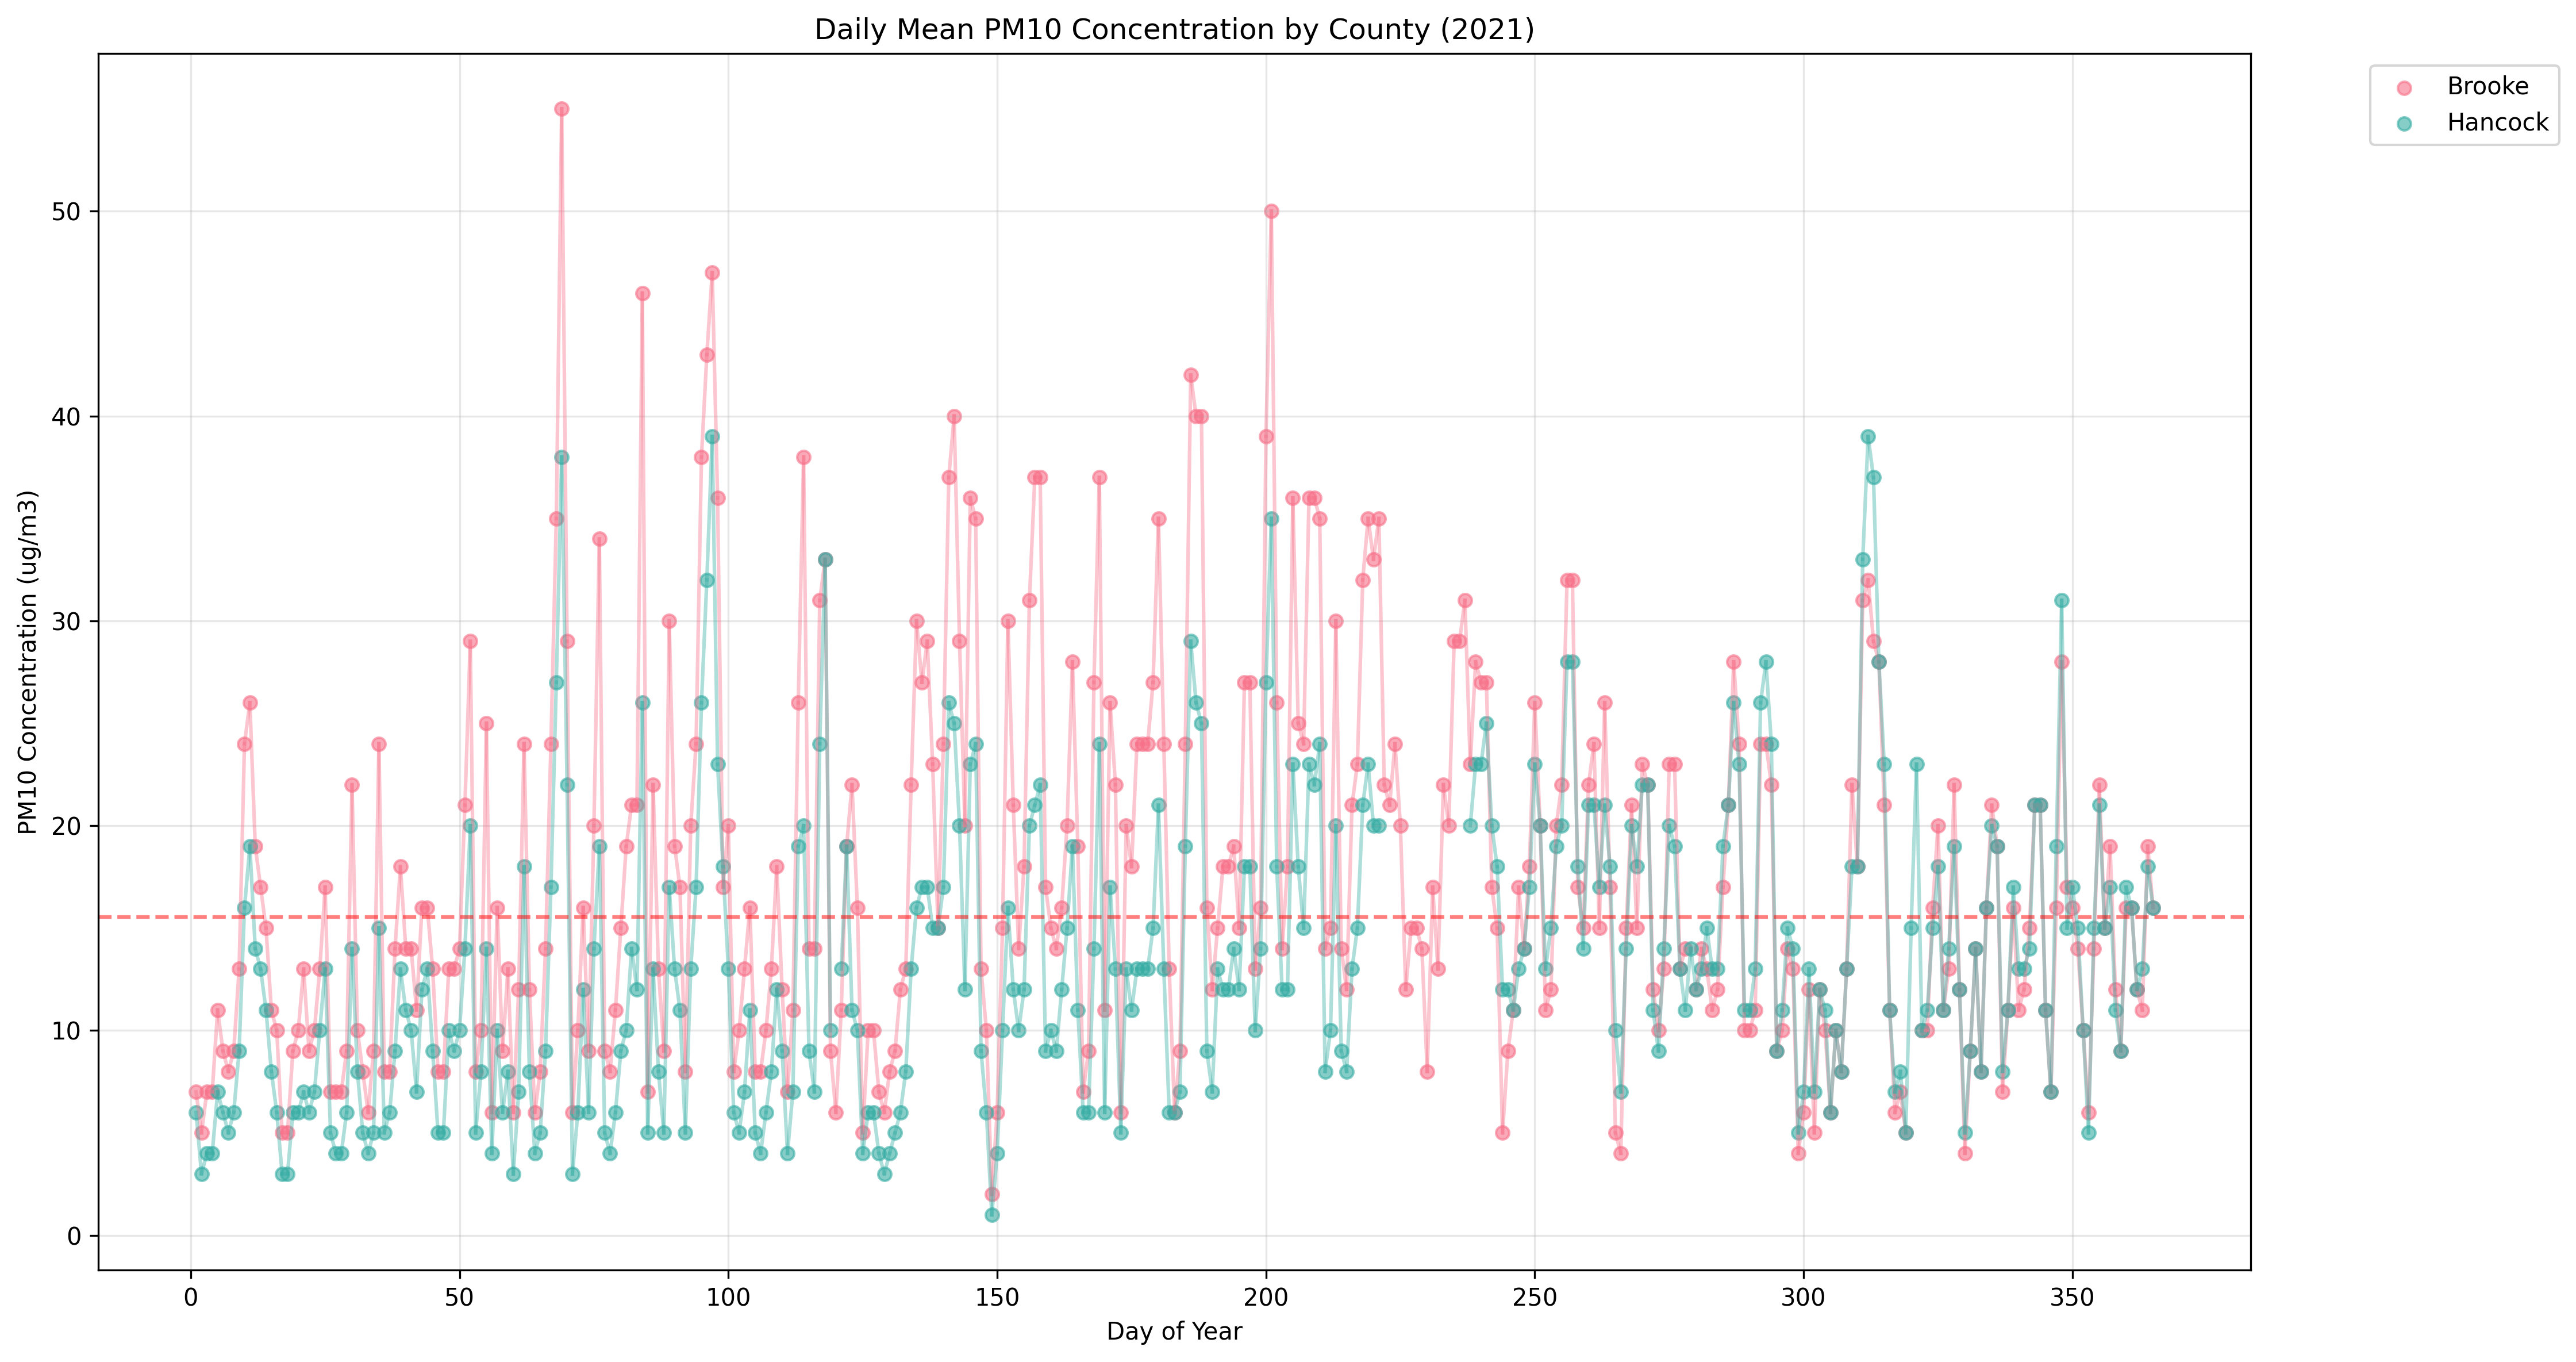 Daily Mean PM10 Concentration by County (2021)
Brooke
Hancock
PM10 Concentration (ug/m3)
50
40
30
20
10
0
0 50 100 150 200 250 300 350
Day of Year